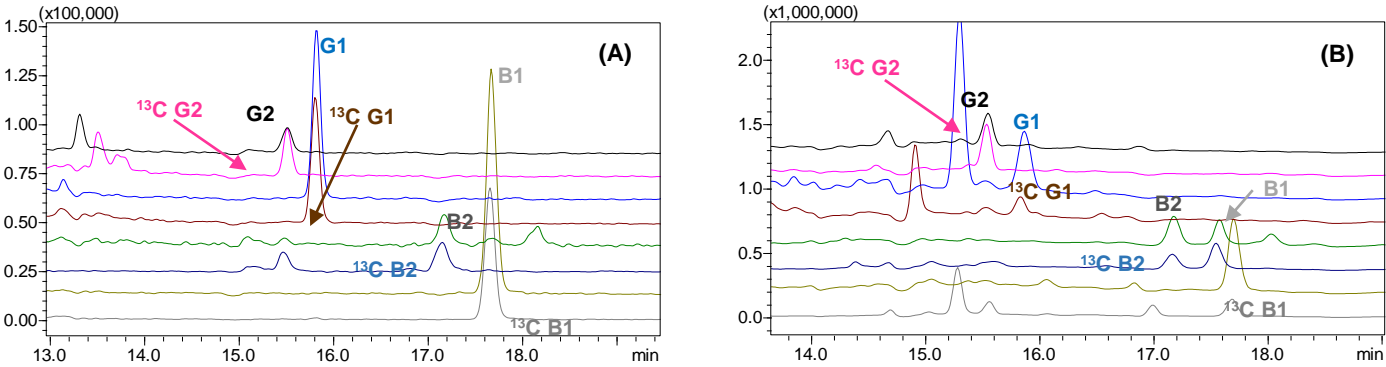 (x100,000)
1.50
1.25
1.00
0.75
0.50
0.25
0.00
13.0 14.0 15.0 16.0 17.0 18.0 min
G1
(A)
B1
¹³C G2
G2
¹³C G1
B2
¹³C B2
¹³C B1
(x1,000,000)
2.0
1.0
0.5
0.0
14.0 15.0 16.0 17.0 18.0 min
(B)
¹³C G2
G2
G1
¹³C G1
B1
B2
¹³C B2
¹³C B1